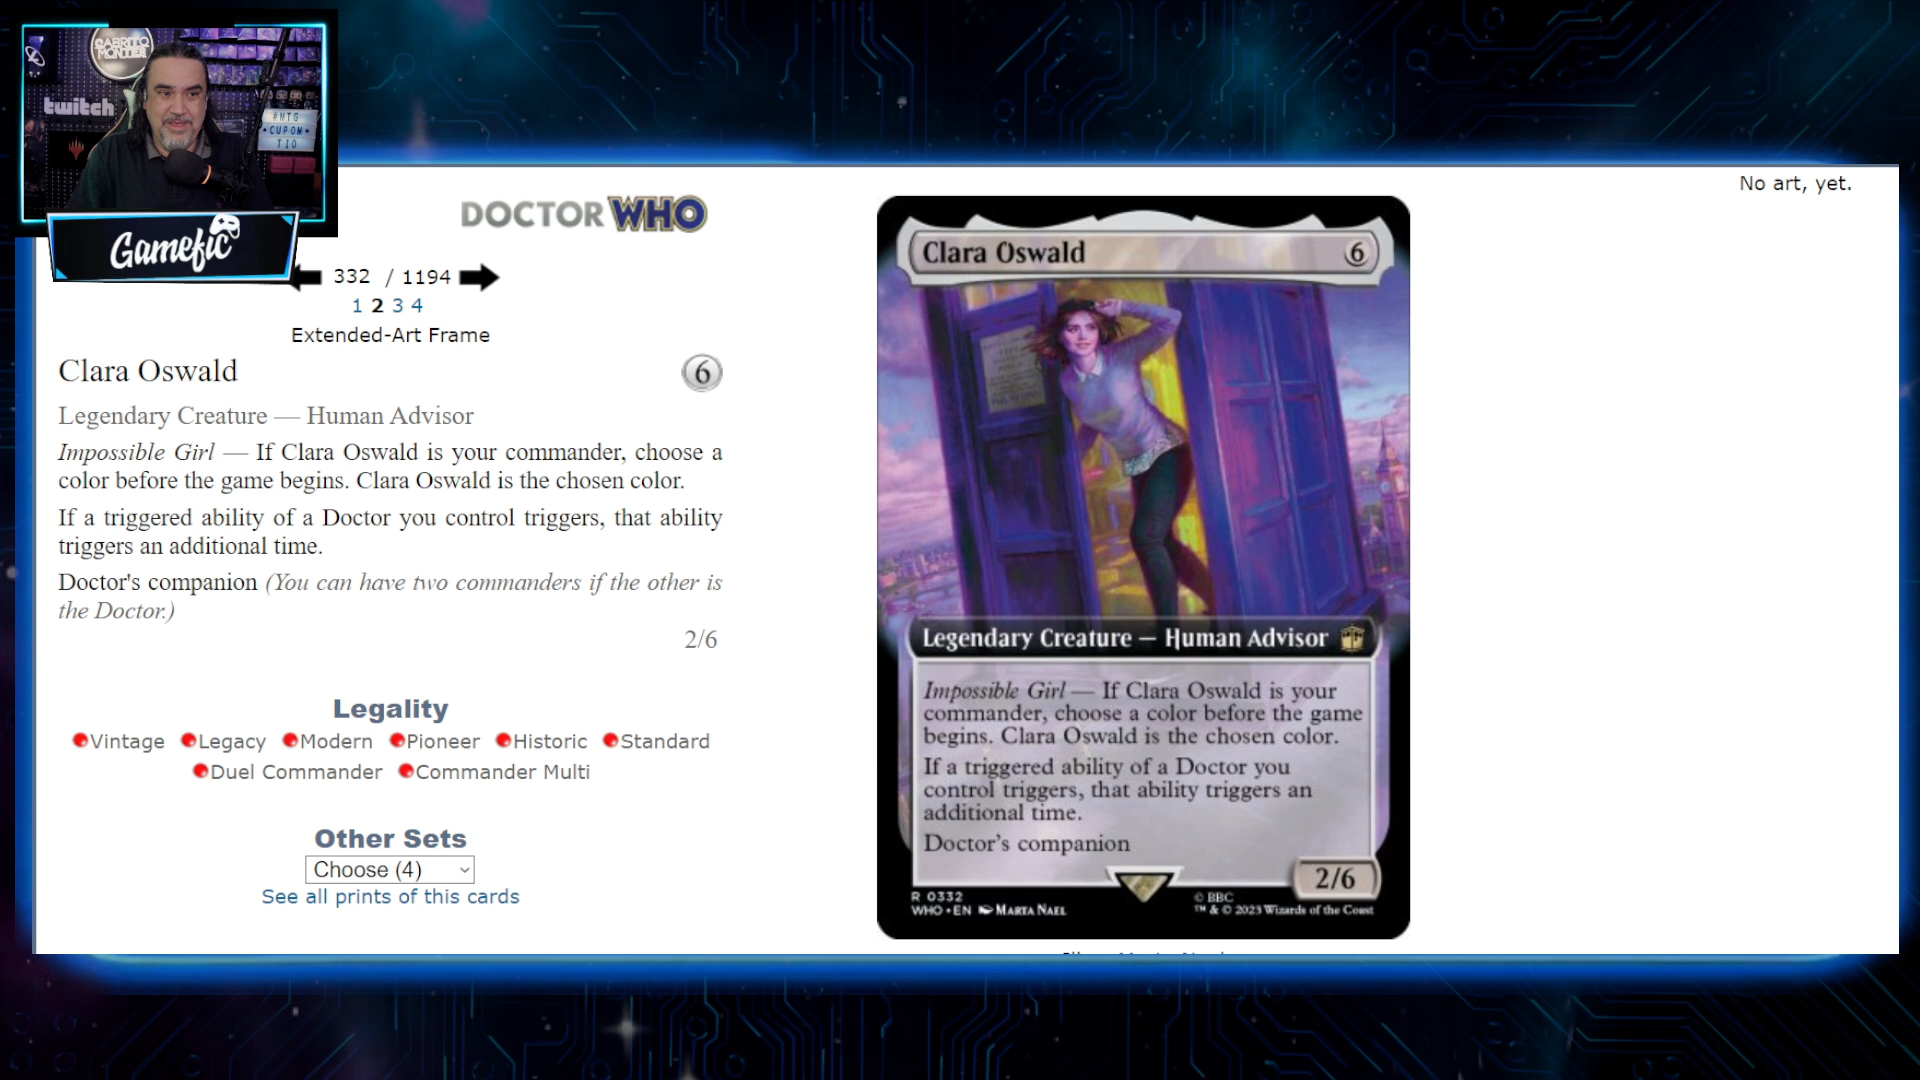 GABRITO
MONTEIR
twitch
#MTG
CUPOM
TIO
Gamefic
DOCTOR WHO
332 / 1194
1 2 3 4
Extended-Art Frame
Clara Oswald
6
Legendary Creature — Human Advisor
Impossible Girl — If Clara Oswald is your commander, choose a
color before the game begins. Clara Oswald is the chosen color.
If a triggered ability of a Doctor you control triggers, that ability
triggers an additional time.
Doctor's companion (You can have two commanders if the other is
the Doctor.)
2/6
Legality
Vintage Legacy Modern Pioneer Historic Standard
Duel Commander Commander Multi
Other Sets
Choose (4)
See all prints of this cards
Clara Oswald 6
Legendary Creature — Human Advisor
Impossible Girl — If Clara Oswald is your
commander, choose a color before the game
begins. Clara Oswald is the chosen color.
If a triggered ability of a Doctor you
control triggers, that ability triggers an
additional time.
Doctor's companion
2/6
R 0332
WHO • EN MARTA NAEL
© BBC
™ & © 2023 Wizards of the Coast
No art, yet.